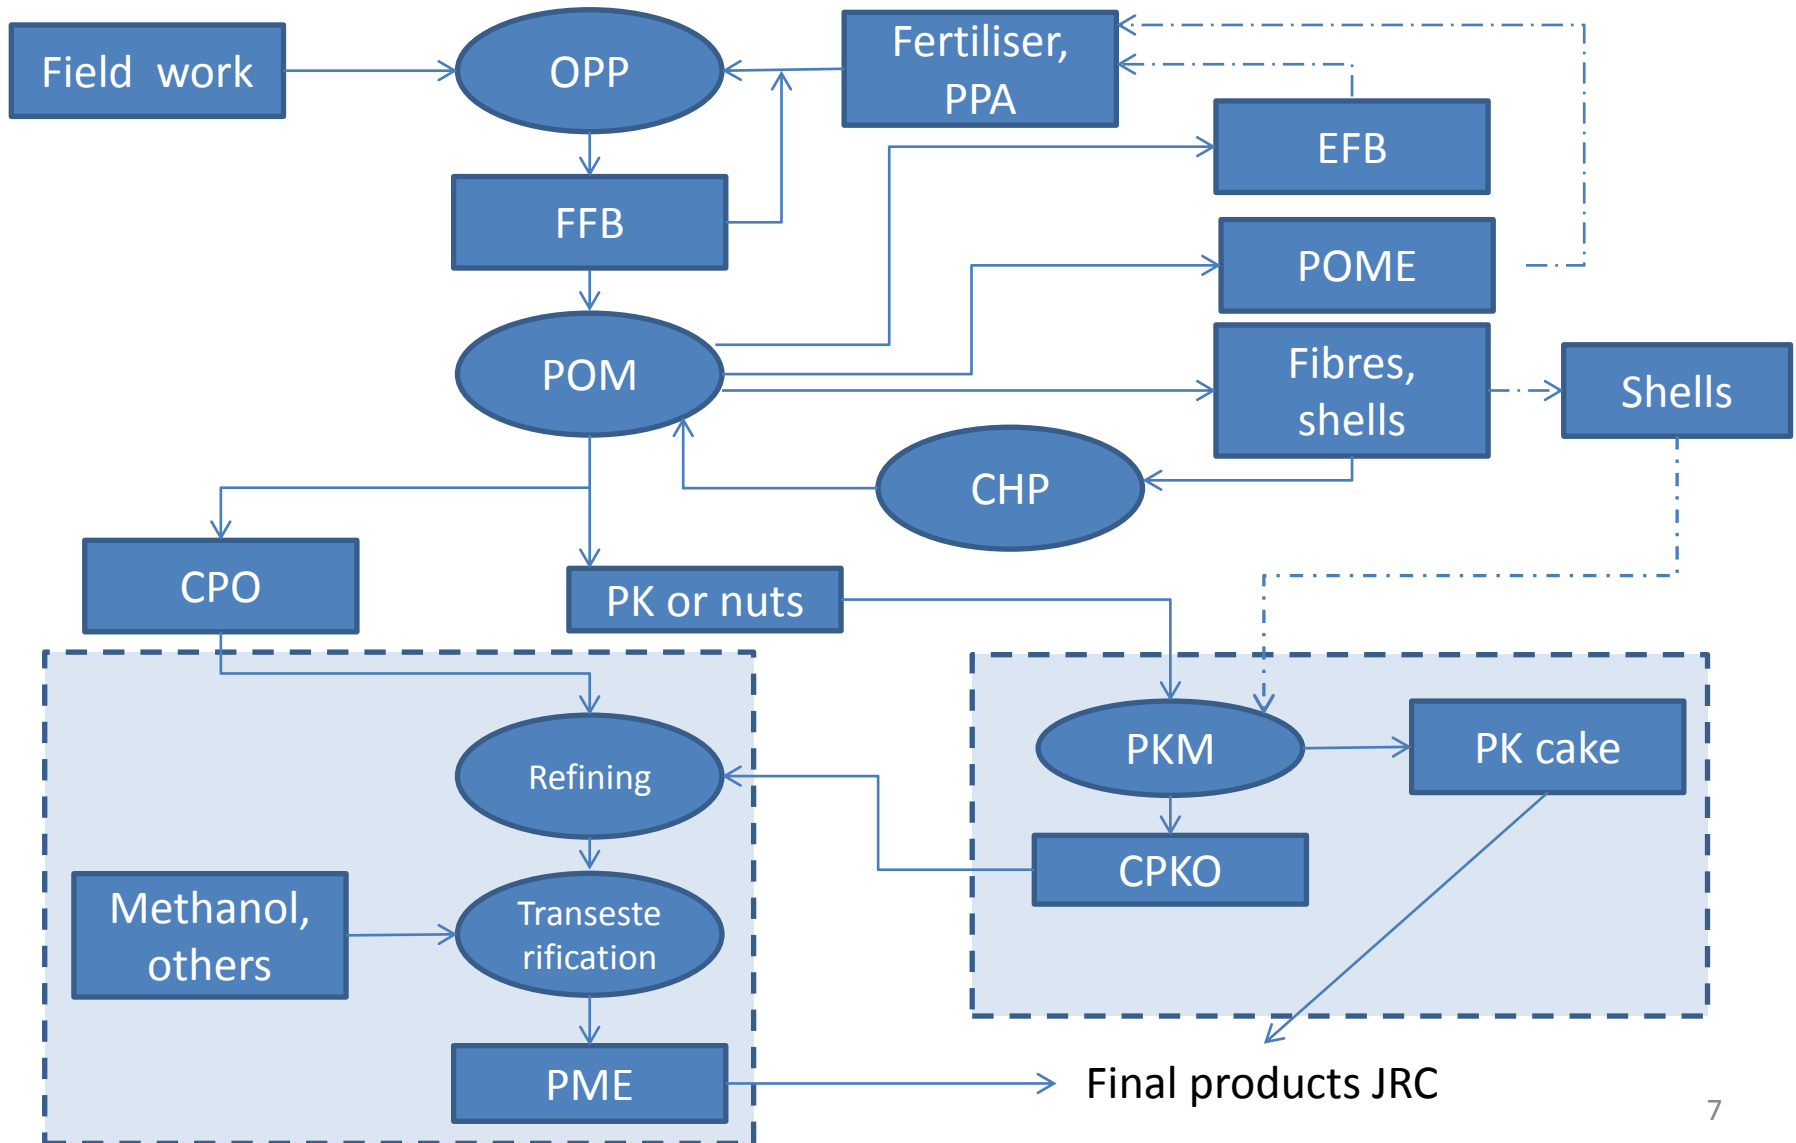 Field work
OPP
Fertiliser,
PPA
EFB
FFB
POME
POM
Fibres,
shells
Shells
CHP
CPO
PK or nuts
Refining
PKM
PK cake
CPKO
Methanol,
others
Transeste
rification
PME
Final products JRC
7